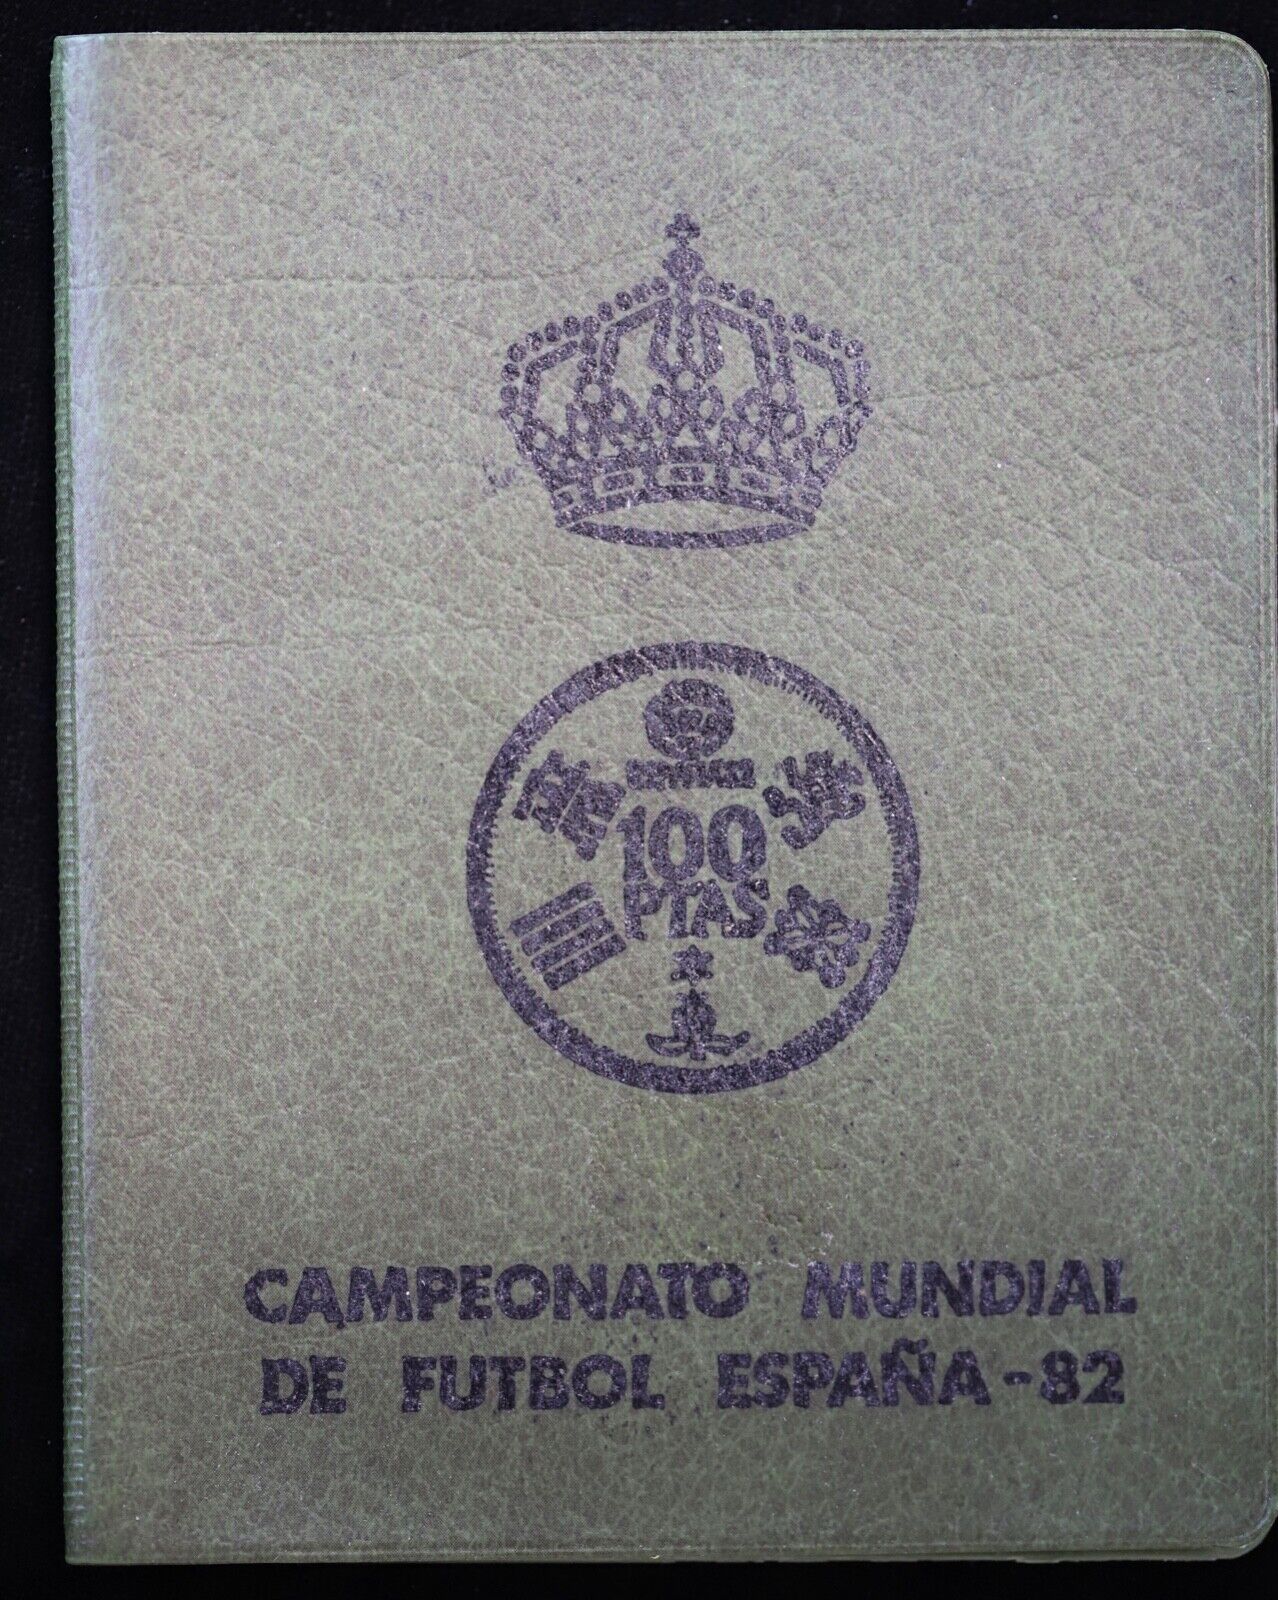 100
PTAS
CAMPEONATO MUNDIAL
DE FUTBOL ESPAÑA-82